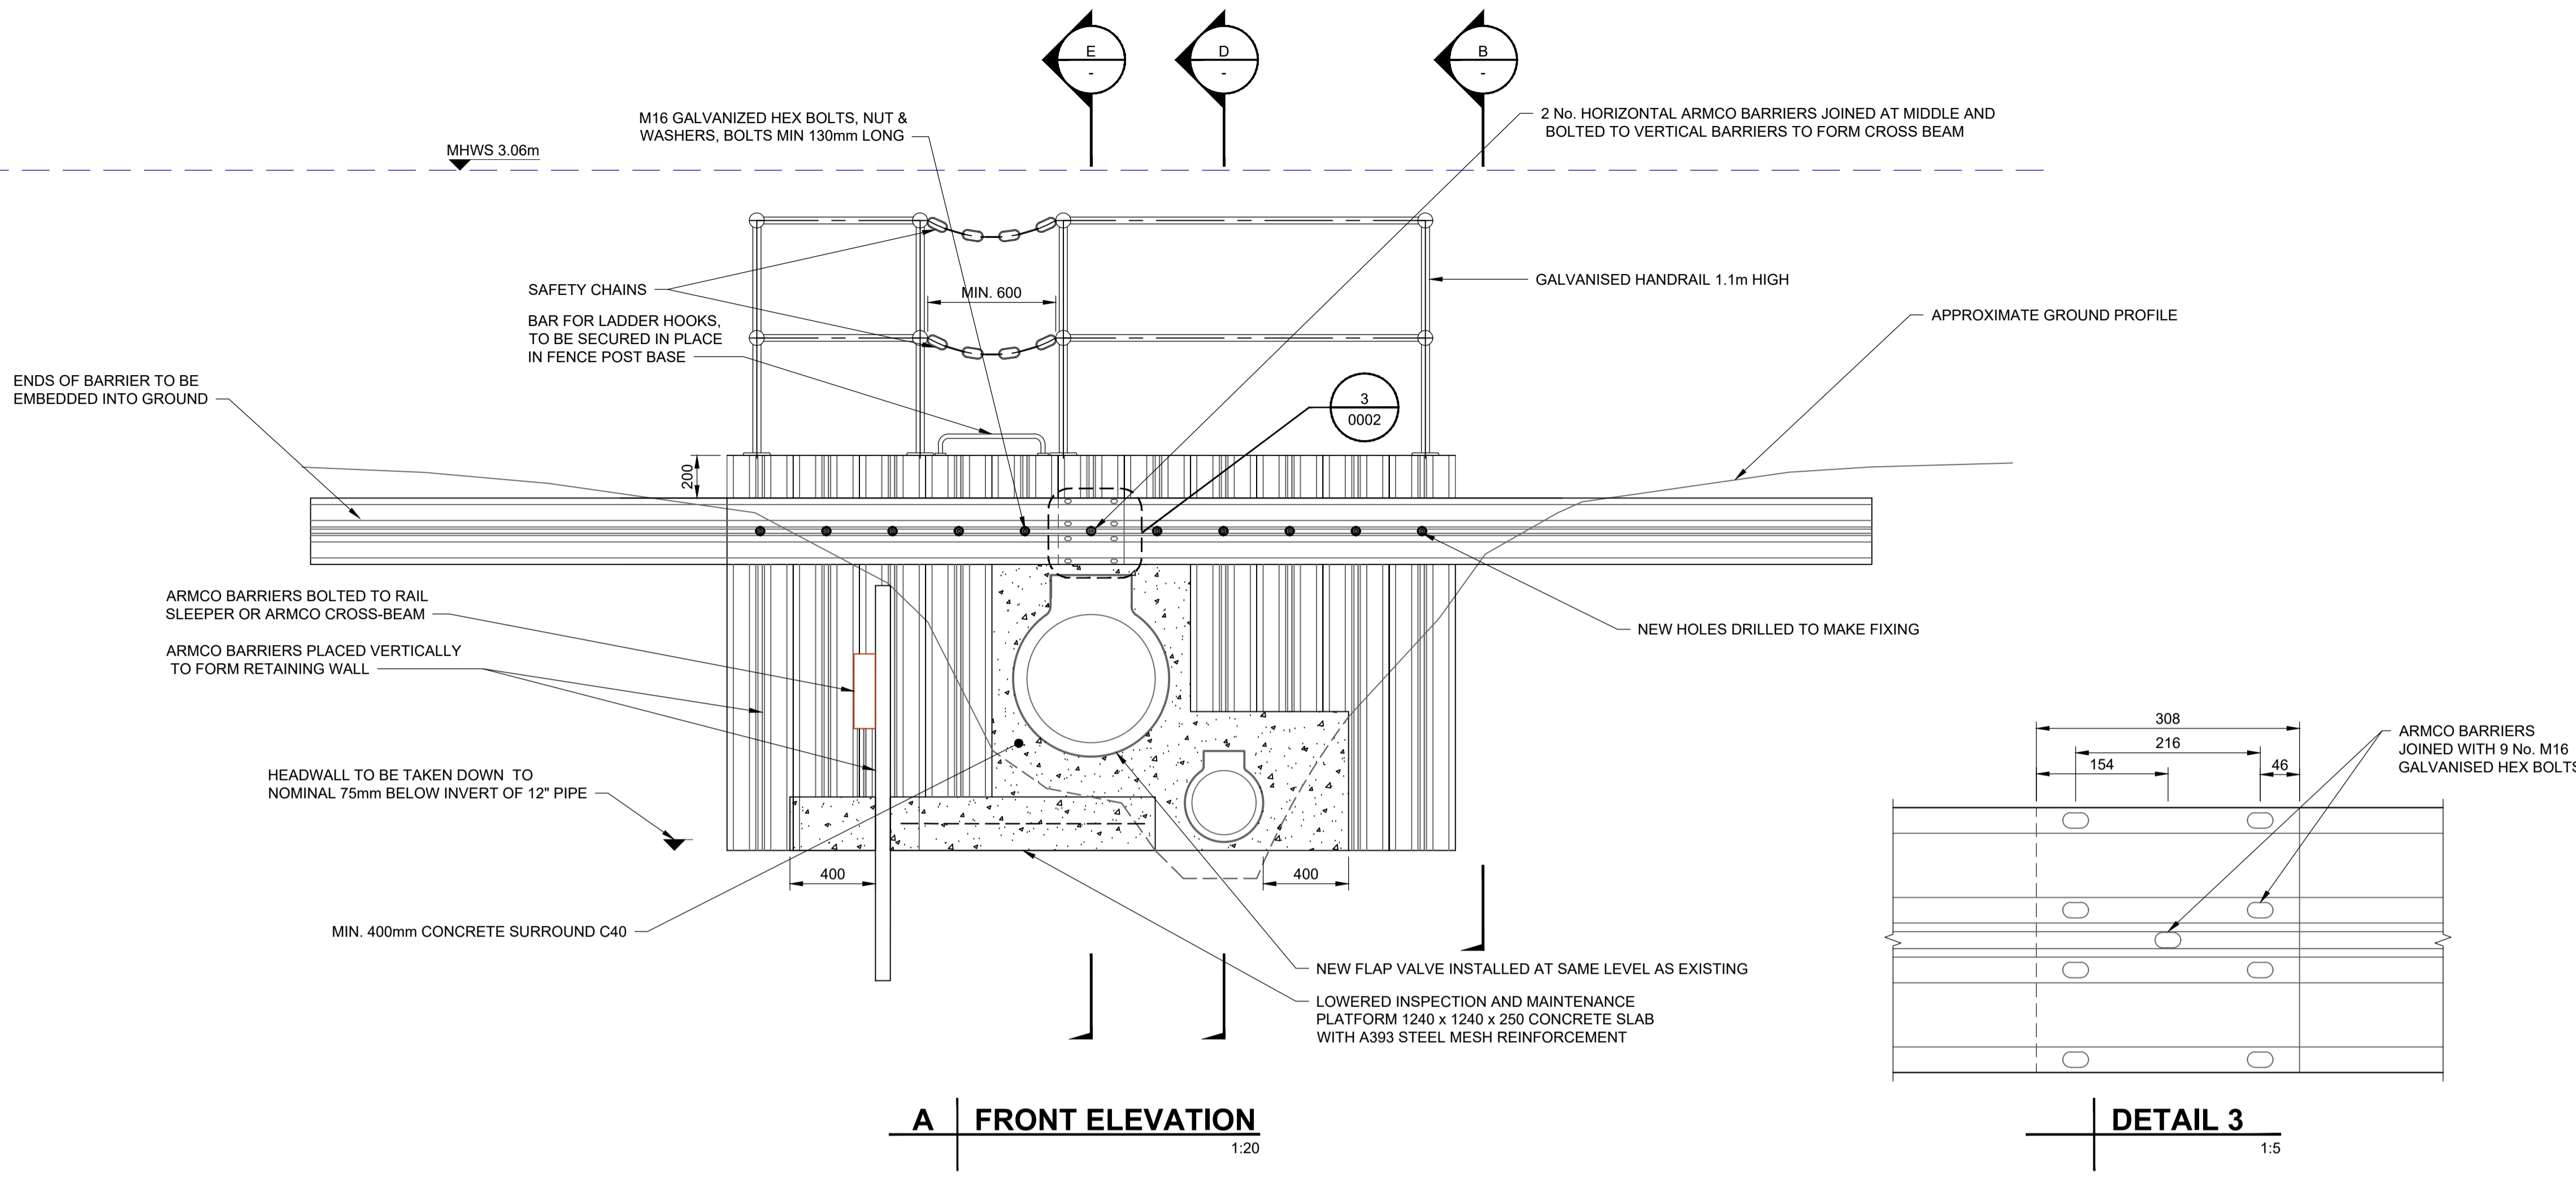 E
-
D
-
B
-
M16 GALVANIZED HEX BOLTS, NUT &
WASHERS, BOLTS MIN 130mm LONG
2 No. HORIZONTAL ARMCO BARRIERS JOINED AT MIDDLE AND
BOLTED TO VERTICAL BARRIERS TO FORM CROSS BEAM
MHWS 3.06m
SAFETY CHAINS
MIN. 600
GALVANISED HANDRAIL 1.1m HIGH
BAR FOR LADDER HOOKS,
TO BE SECURED IN PLACE
IN FENCE POST BASE
APPROXIMATE GROUND PROFILE
ENDS OF BARRIER TO BE
EMBEDDED INTO GROUND
3
0002
200
ARMCO BARRIERS BOLTED TO RAIL
SLEEPER OR ARMCO CROSS-BEAM
NEW HOLES DRILLED TO MAKE FIXING
ARMCO BARRIERS PLACED VERTICALLY
TO FORM RETAINING WALL
HEADWALL TO BE TAKEN DOWN TO
NOMINAL 75mm BELOW INVERT OF 12" PIPE
400
400
MIN. 400mm CONCRETE SURROUND C40
NEW FLAP VALVE INSTALLED AT SAME LEVEL AS EXISTING
LOWERED INSPECTION AND MAINTENANCE
PLATFORM 1240 x 1240 x 250 CONCRETE SLAB
WITH A393 STEEL MESH REINFORCEMENT
A FRONT ELEVATION
1:20
308
216
154
46
ARMCO BARRIERS
JOINED WITH 9 No. M16
GALVANISED HEX BOLTS
DETAIL 3
1:5